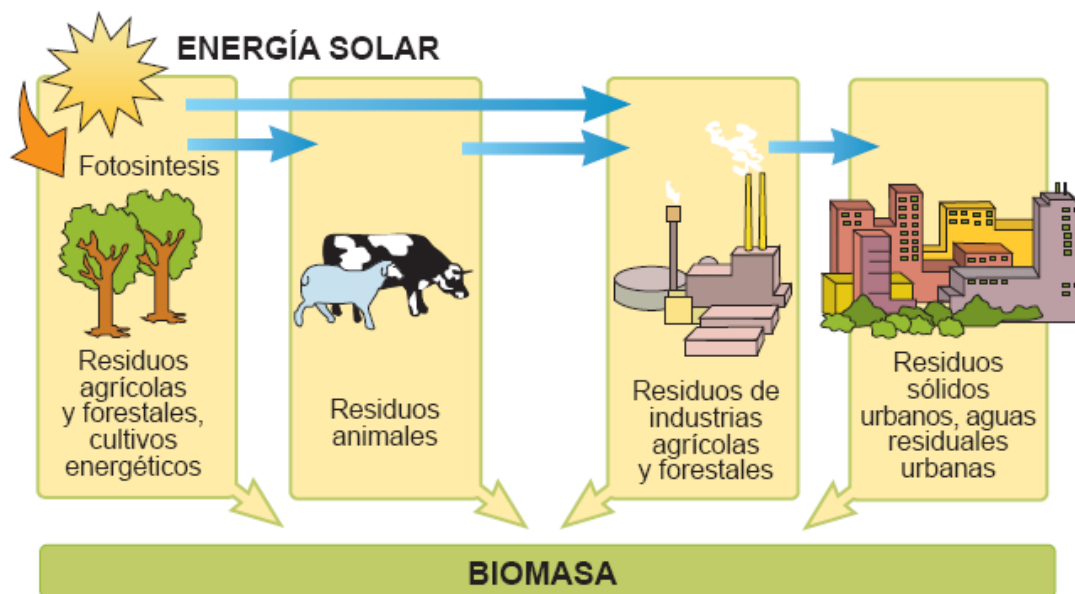 ENERGÍA SOLAR
Fotosintesis
Residuos
agrícolas
y forestales,
cultivos
energéticos
Residuos
animales
Residuos de
industrias
agrícolas
y forestales
Residuos
sólidos
urbanos, aguas
residuales
urbanas
BIOMASA